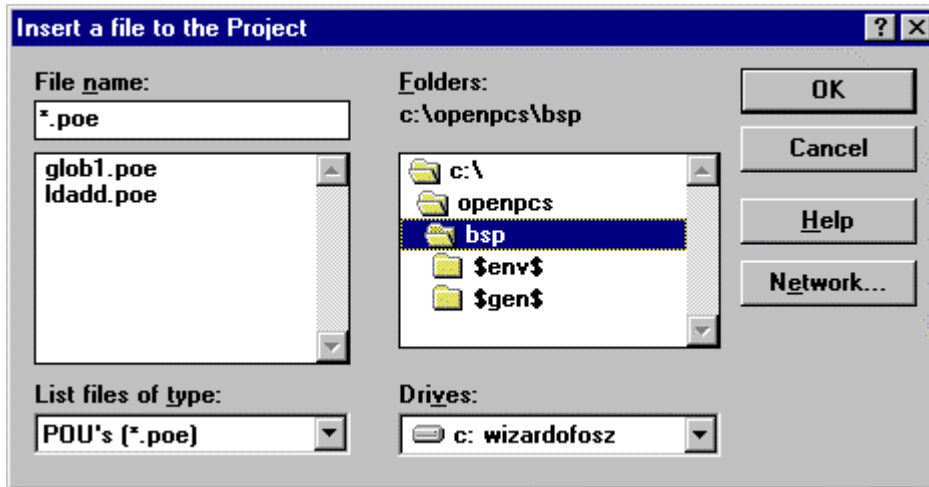 Insert a file to the Project
File name:
*.poe
glob1.poe
ldadd.poe
List files of type:
POU's (*.poe)
Folders:
c:\openpcs\bsp
c:\
openpcs
bsp
$env$
$gen$
Drives:
c: wizardofosz
OK
Cancel
Help
Network...